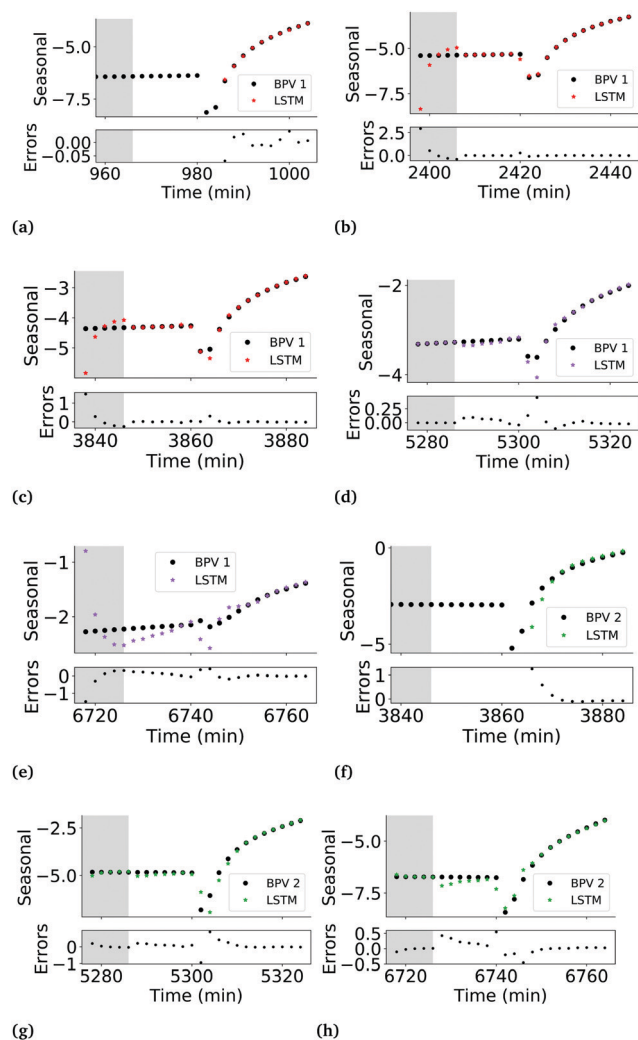 Seasonal
−5.0
−7.5
BPV 1
LSTM
Errors
0.00
−0.05
960 980 1000
Time (min)
(a)
Seasonal
−5.0
−7.5
BPV 1
LSTM
Errors
2.5
0.0
2400 2420 2440
Time (min)
(b)
Seasonal
−3
−4
−5
BPV 1
LSTM
Errors
1
0
3840 3860 3880
Time (min)
(c)
Seasonal
−2
−4
BPV 1
LSTM
Errors
0.25
0.00
5280 5300 5320
Time (min)
(d)
Seasonal
−1
−2
BPV 1
LSTM
Errors
0
−1
6720 6740 6760
Time (min)
(e)
Seasonal
0
−5
BPV 2
LSTM
Errors
1
0
3840 3860 3880
Time (min)
(f)
Seasonal
−2.5
−5.0
BPV 2
LSTM
Errors
0
−1
5280 5300 5320
Time (min)
(g)
Seasonal
−5.0
−7.5
BPV 2
LSTM
Errors
0.5
0.0
−0.5
6720 6740 6760
Time (min)
(h)